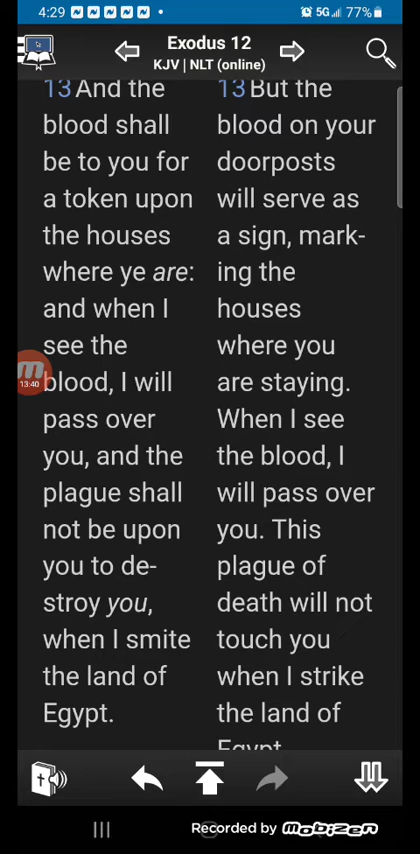 4:29 5G 77%
Exodus 12
KJV | NLT (online)
13 And the
blood shall
be to you for
a token upon
the houses
where ye are:
and when I
see the
blood, I will
pass over
you, and the
plague shall
not be upon
you to de-
stroy you,
when I smite
the land of
Egypt.
13 But the
blood on your
doorposts
will serve as
a sign, mark-
ing the
houses
where you
are staying.
When I see
the blood, I
will pass over
you. This
plague of
death will not
touch you
when I strike
the land of
Egypt.
13:40
Recorded by mobizen